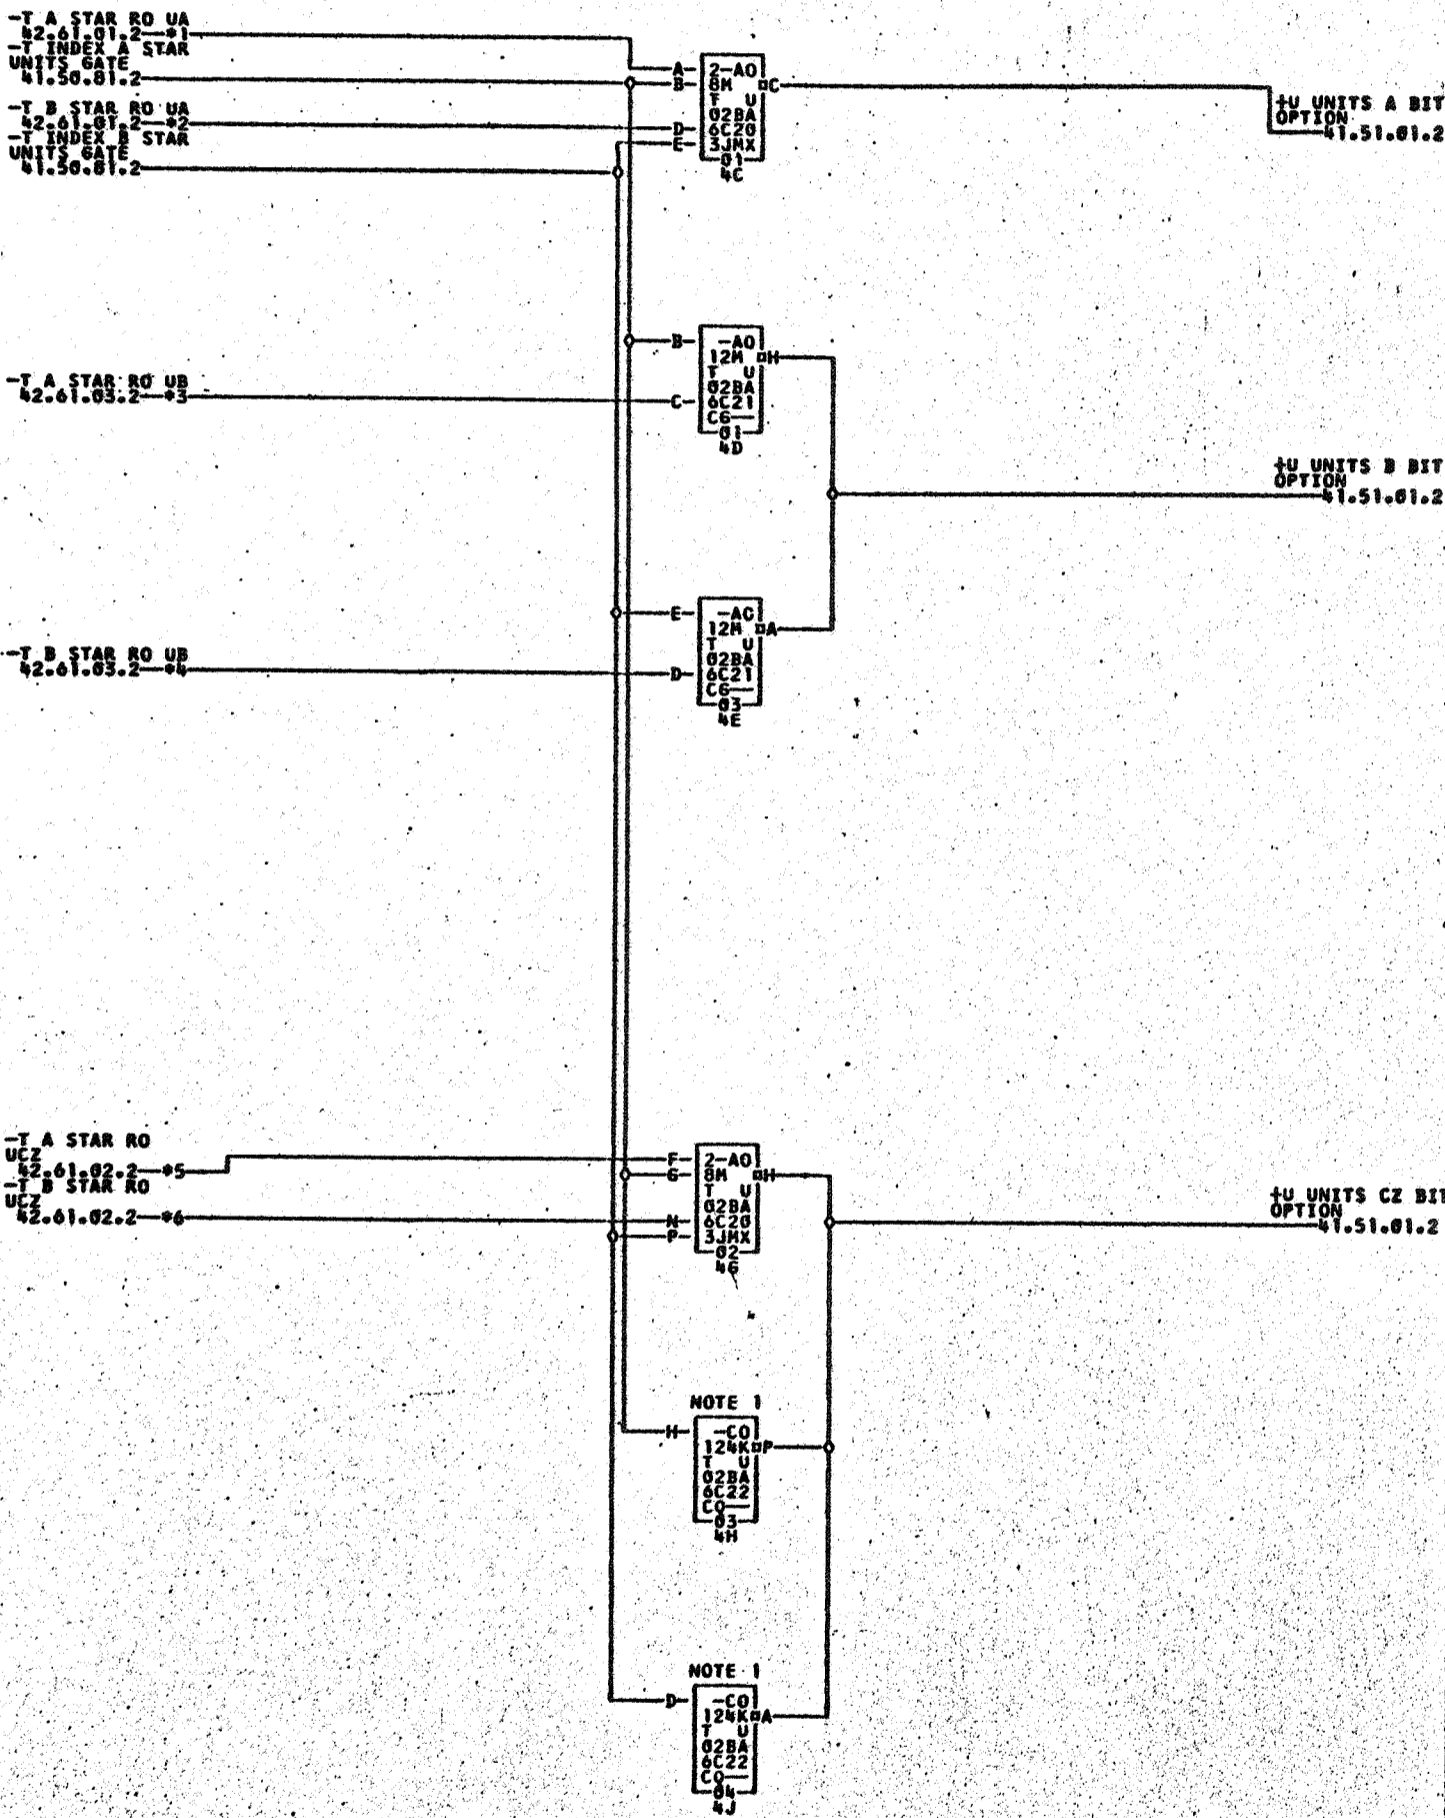 -T A STAR RO UA
42.61.01.2—*1
-T INDEX A STAR
UNITS GATE
41.50.81.2
-T B STAR RO UA
42.61.01.2—*2
-T INDEX B STAR
UNITS GATE
41.50.81.2
A 2-AO
B 8M C
T U
02BA
D 6C20
E 3JMX
01
4C
+U UNITS A BIT
OPTION
41.51.01.2
B -AO
12M H
T U
02BA
C 6C21
CG—
01
4D
-T A STAR RO UB
42.61.03.2—*3
+U UNITS B BIT
OPTION
41.51.01.2
E -AO
12M A
T U
02BA
D 6C21
CG—
03
4E
-T B STAR RO UB
42.61.03.2—*4
-T A STAR RO
UCZ
42.61.02.2—*5
-T B STAR RO
UCZ
42.61.02.2—*6
F 2-AO
G 8M H
T U
02BA
N 6C20
P 3JMX
02
4G
+U UNITS CZ BIT
OPTION
41.51.01.2
NOTE 1
H -CO
124K P
T U
02BA
6C22
CQ—
03
4H
NOTE 1
D -CO
124K A
T U
02BA
6C22
CQ—
04
4J